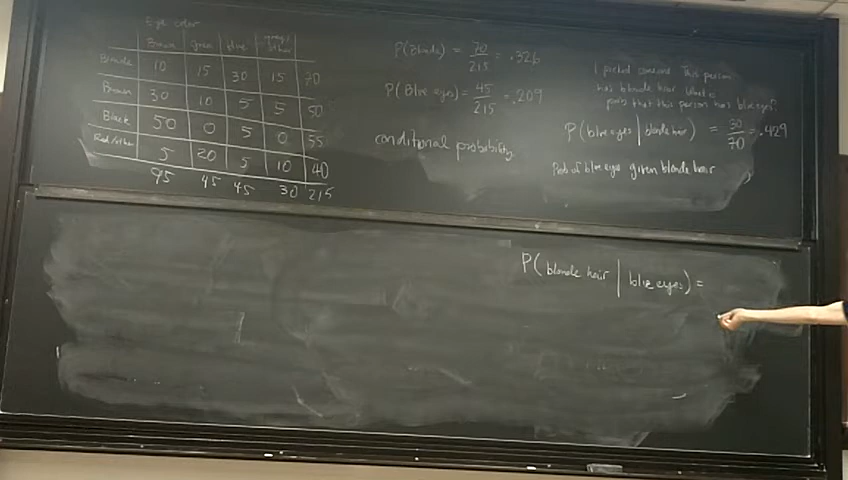 Eye color
Brown green blue other
Blonde 10 15 30 15 70
Brown 30 10 5 5 50
Black 50 0 5 0 55
Red/other 5 20 5 10 40
95 45 45 30 215
P(Blonde) = 70/215 = .326
P(Blue eyes) = 45/215 = .209
conditional probability
I picked someone This person
has blonde hair What is
prob that this person has blue eyes?
P(blue eyes | blonde hair) = 30/70 = .429
Prob of blue eyes given blonde hair
P(blonde hair | blue eyes) =